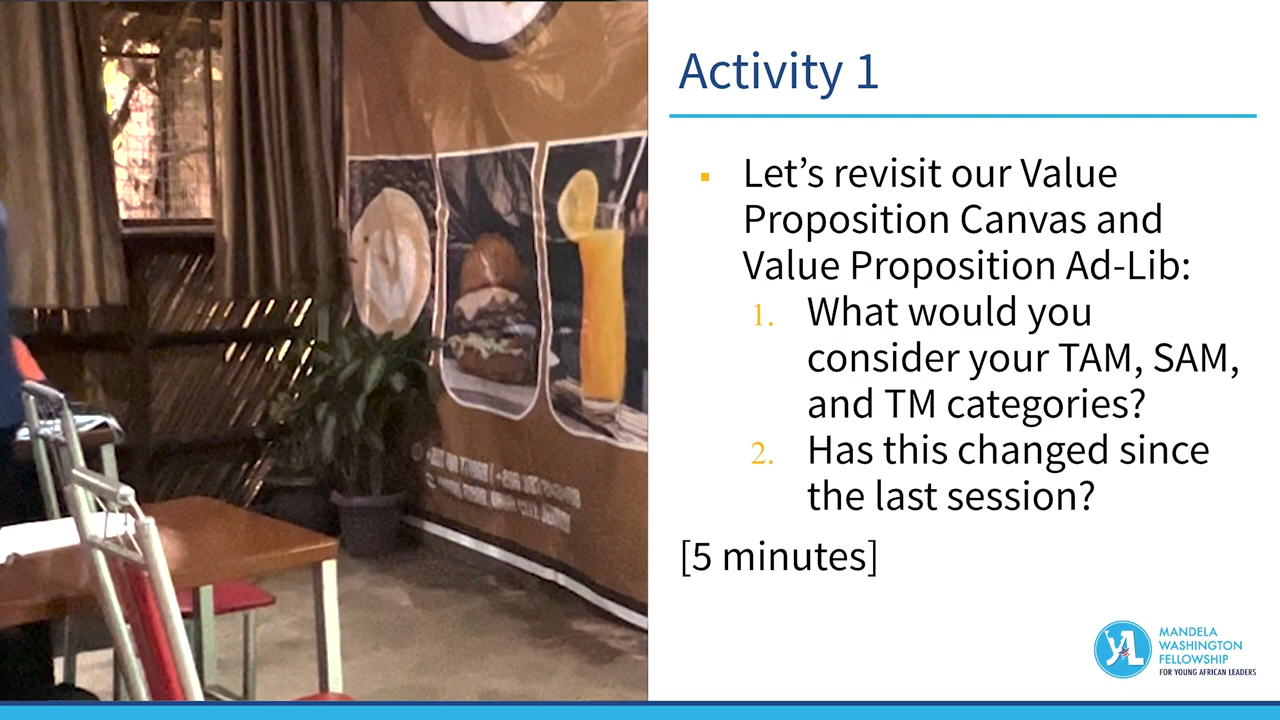 Activity 1
▪ Let’s revisit our Value
Proposition Canvas and
Value Proposition Ad-Lib:
1. What would you
consider your TAM, SAM,
and TM categories?
2. Has this changed since
the last session?
[5 minutes]
YAL
MANDELA
WASHINGTON
FELLOWSHIP
FOR YOUNG AFRICAN LEADERS